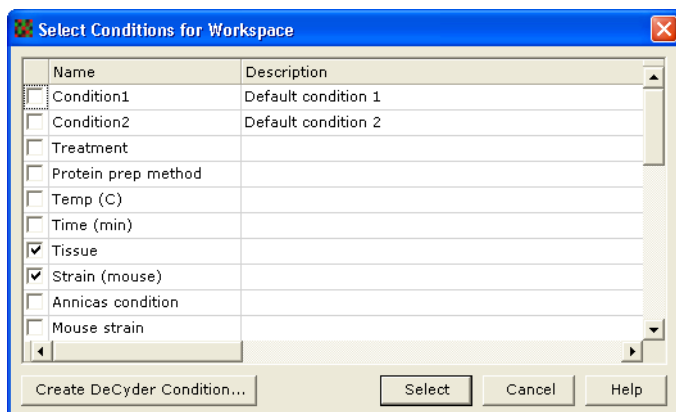 Select Conditions for Workspace
Name Description
Condition1 Default condition 1
Condition2 Default condition 2
Treatment
Protein prep method
Temp (C)
Time (min)
Tissue
Strain (mouse)
Annicas condition
Mouse strain
Create DeCyder Condition... Select Cancel Help